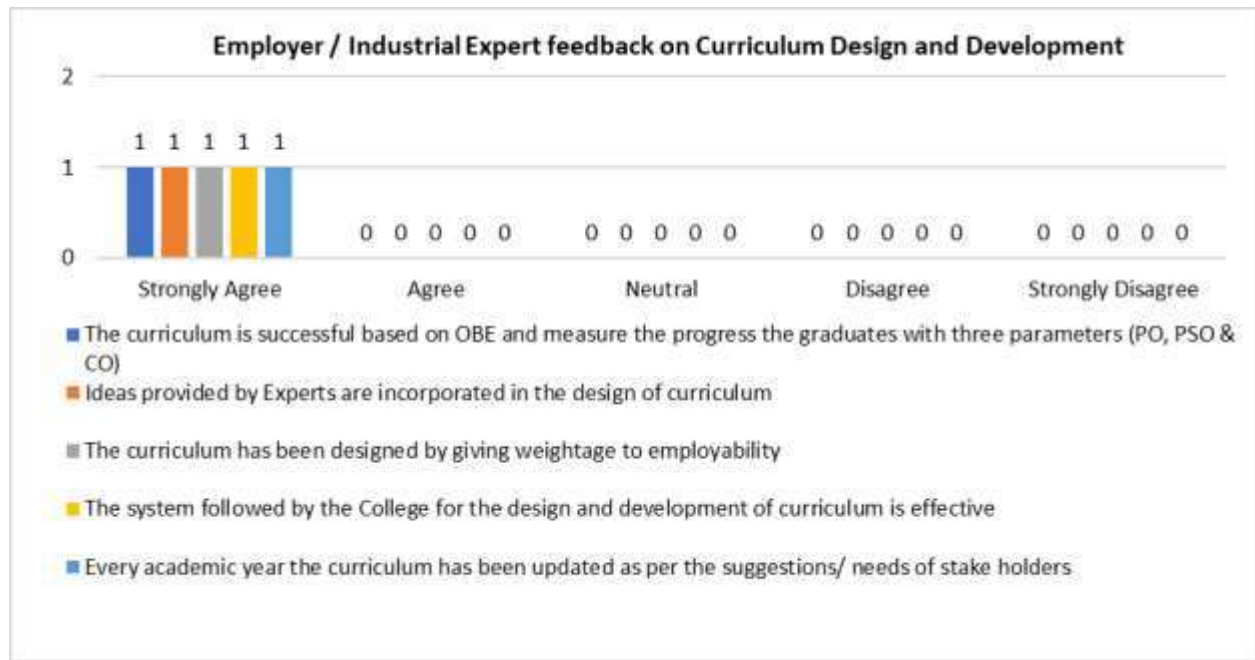 Employer / Industrial Expert feedback on Curriculum Design and Development
2
1 1 1 1 1
1
0 0 0 0 0 0 0 0 0 0 0 0 0 0 0 0 0 0 0 0
0
Strongly Agree Agree Neutral Disagree Strongly Disagree
The curriculum is successful based on OBE and measure the progress the graduates with three parameters (PO, PSO &
CO)
Ideas provided by Experts are incorporated in the design of curriculum
The curriculum has been designed by giving weightage to employability
The system followed by the College for the design and development of curriculum is effective
Every academic year the curriculum has been updated as per the suggestions/ needs of stake holders